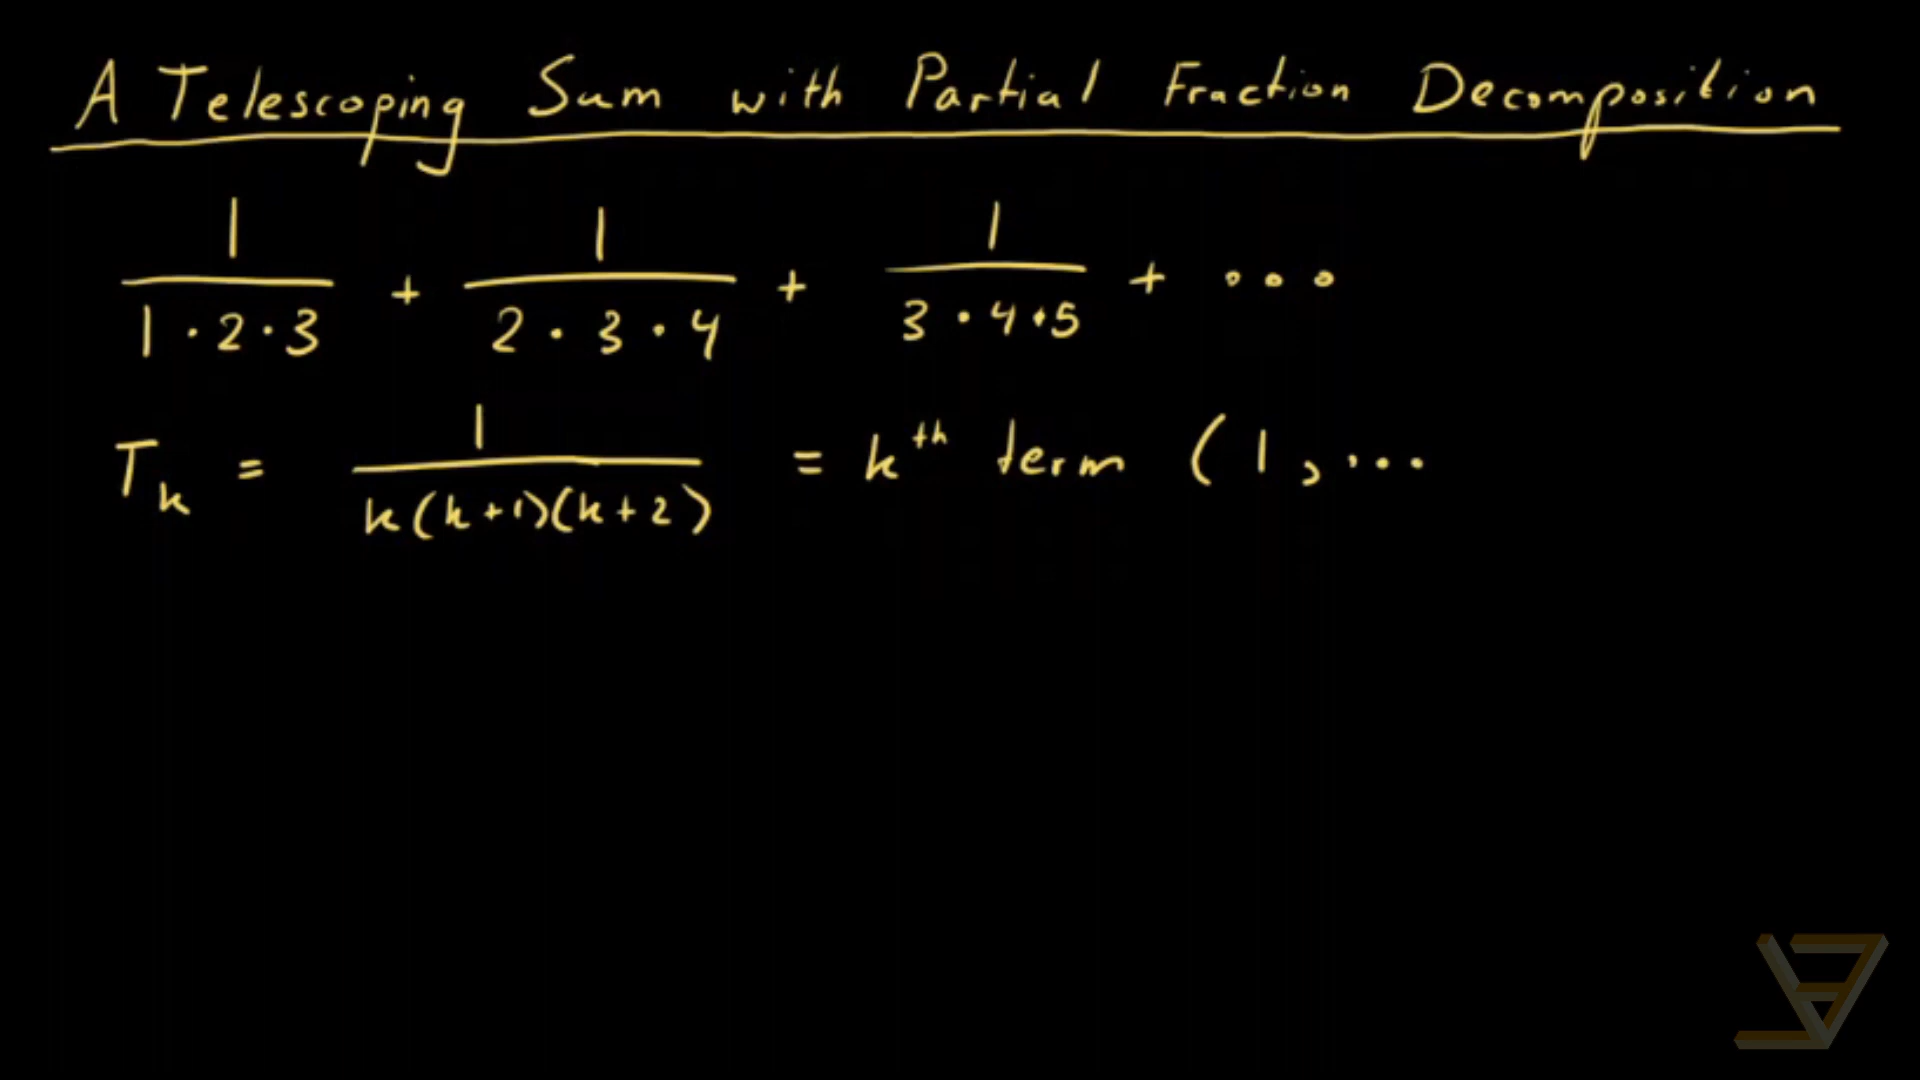 A Telescoping Sum with Partial Fraction Decomposition
1/(1·2·3) + 1/(2·3·4) + 1/(3·4·5) + ...
T_k = 1/(k(k+1)(k+2)) = k^th term (1,...